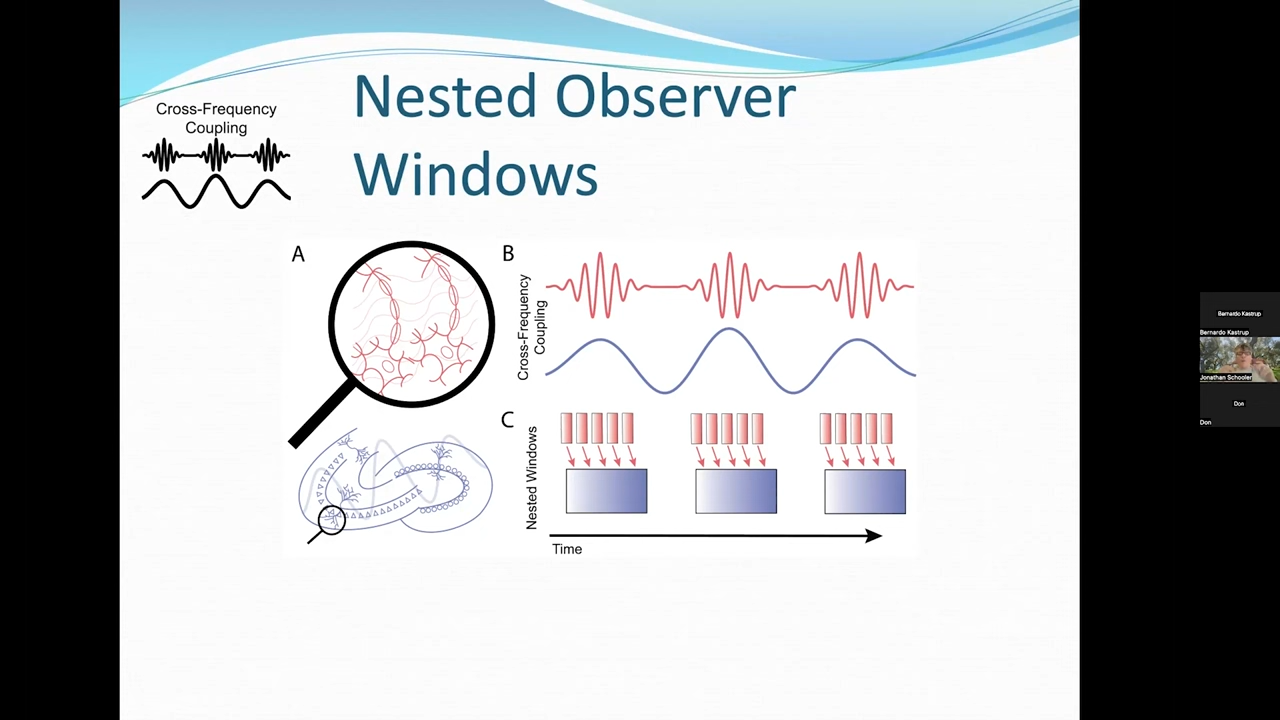 Nested Observer
Windows
Cross-Frequency
Coupling
A
B
Cross-Frequency
Coupling
C
Nested Windows
Time
Bernardo Kastrup
Bernardo Kastrup
Jonathan Schooler
Don
Don